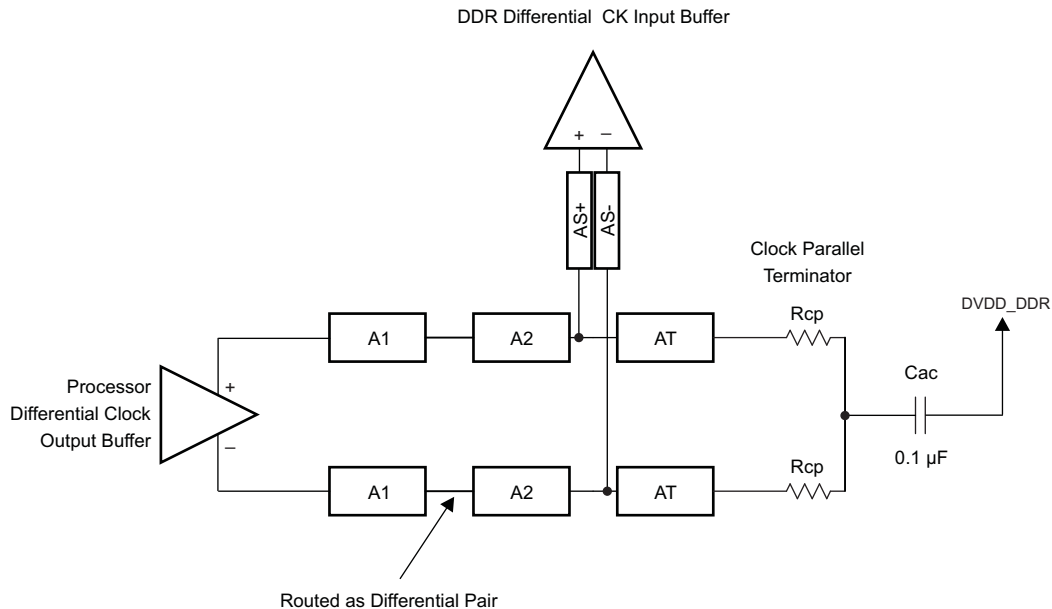 DDR Differential CK Input Buffer
+ –
AS+
AS-
Clock Parallel
Terminator
DVDD_DDR
Rcp
A1
A2
AT
Cac
Processor
Differential Clock
Output Buffer
+
–
0.1 µF
Rcp
A1
A2
AT
Routed as Differential Pair